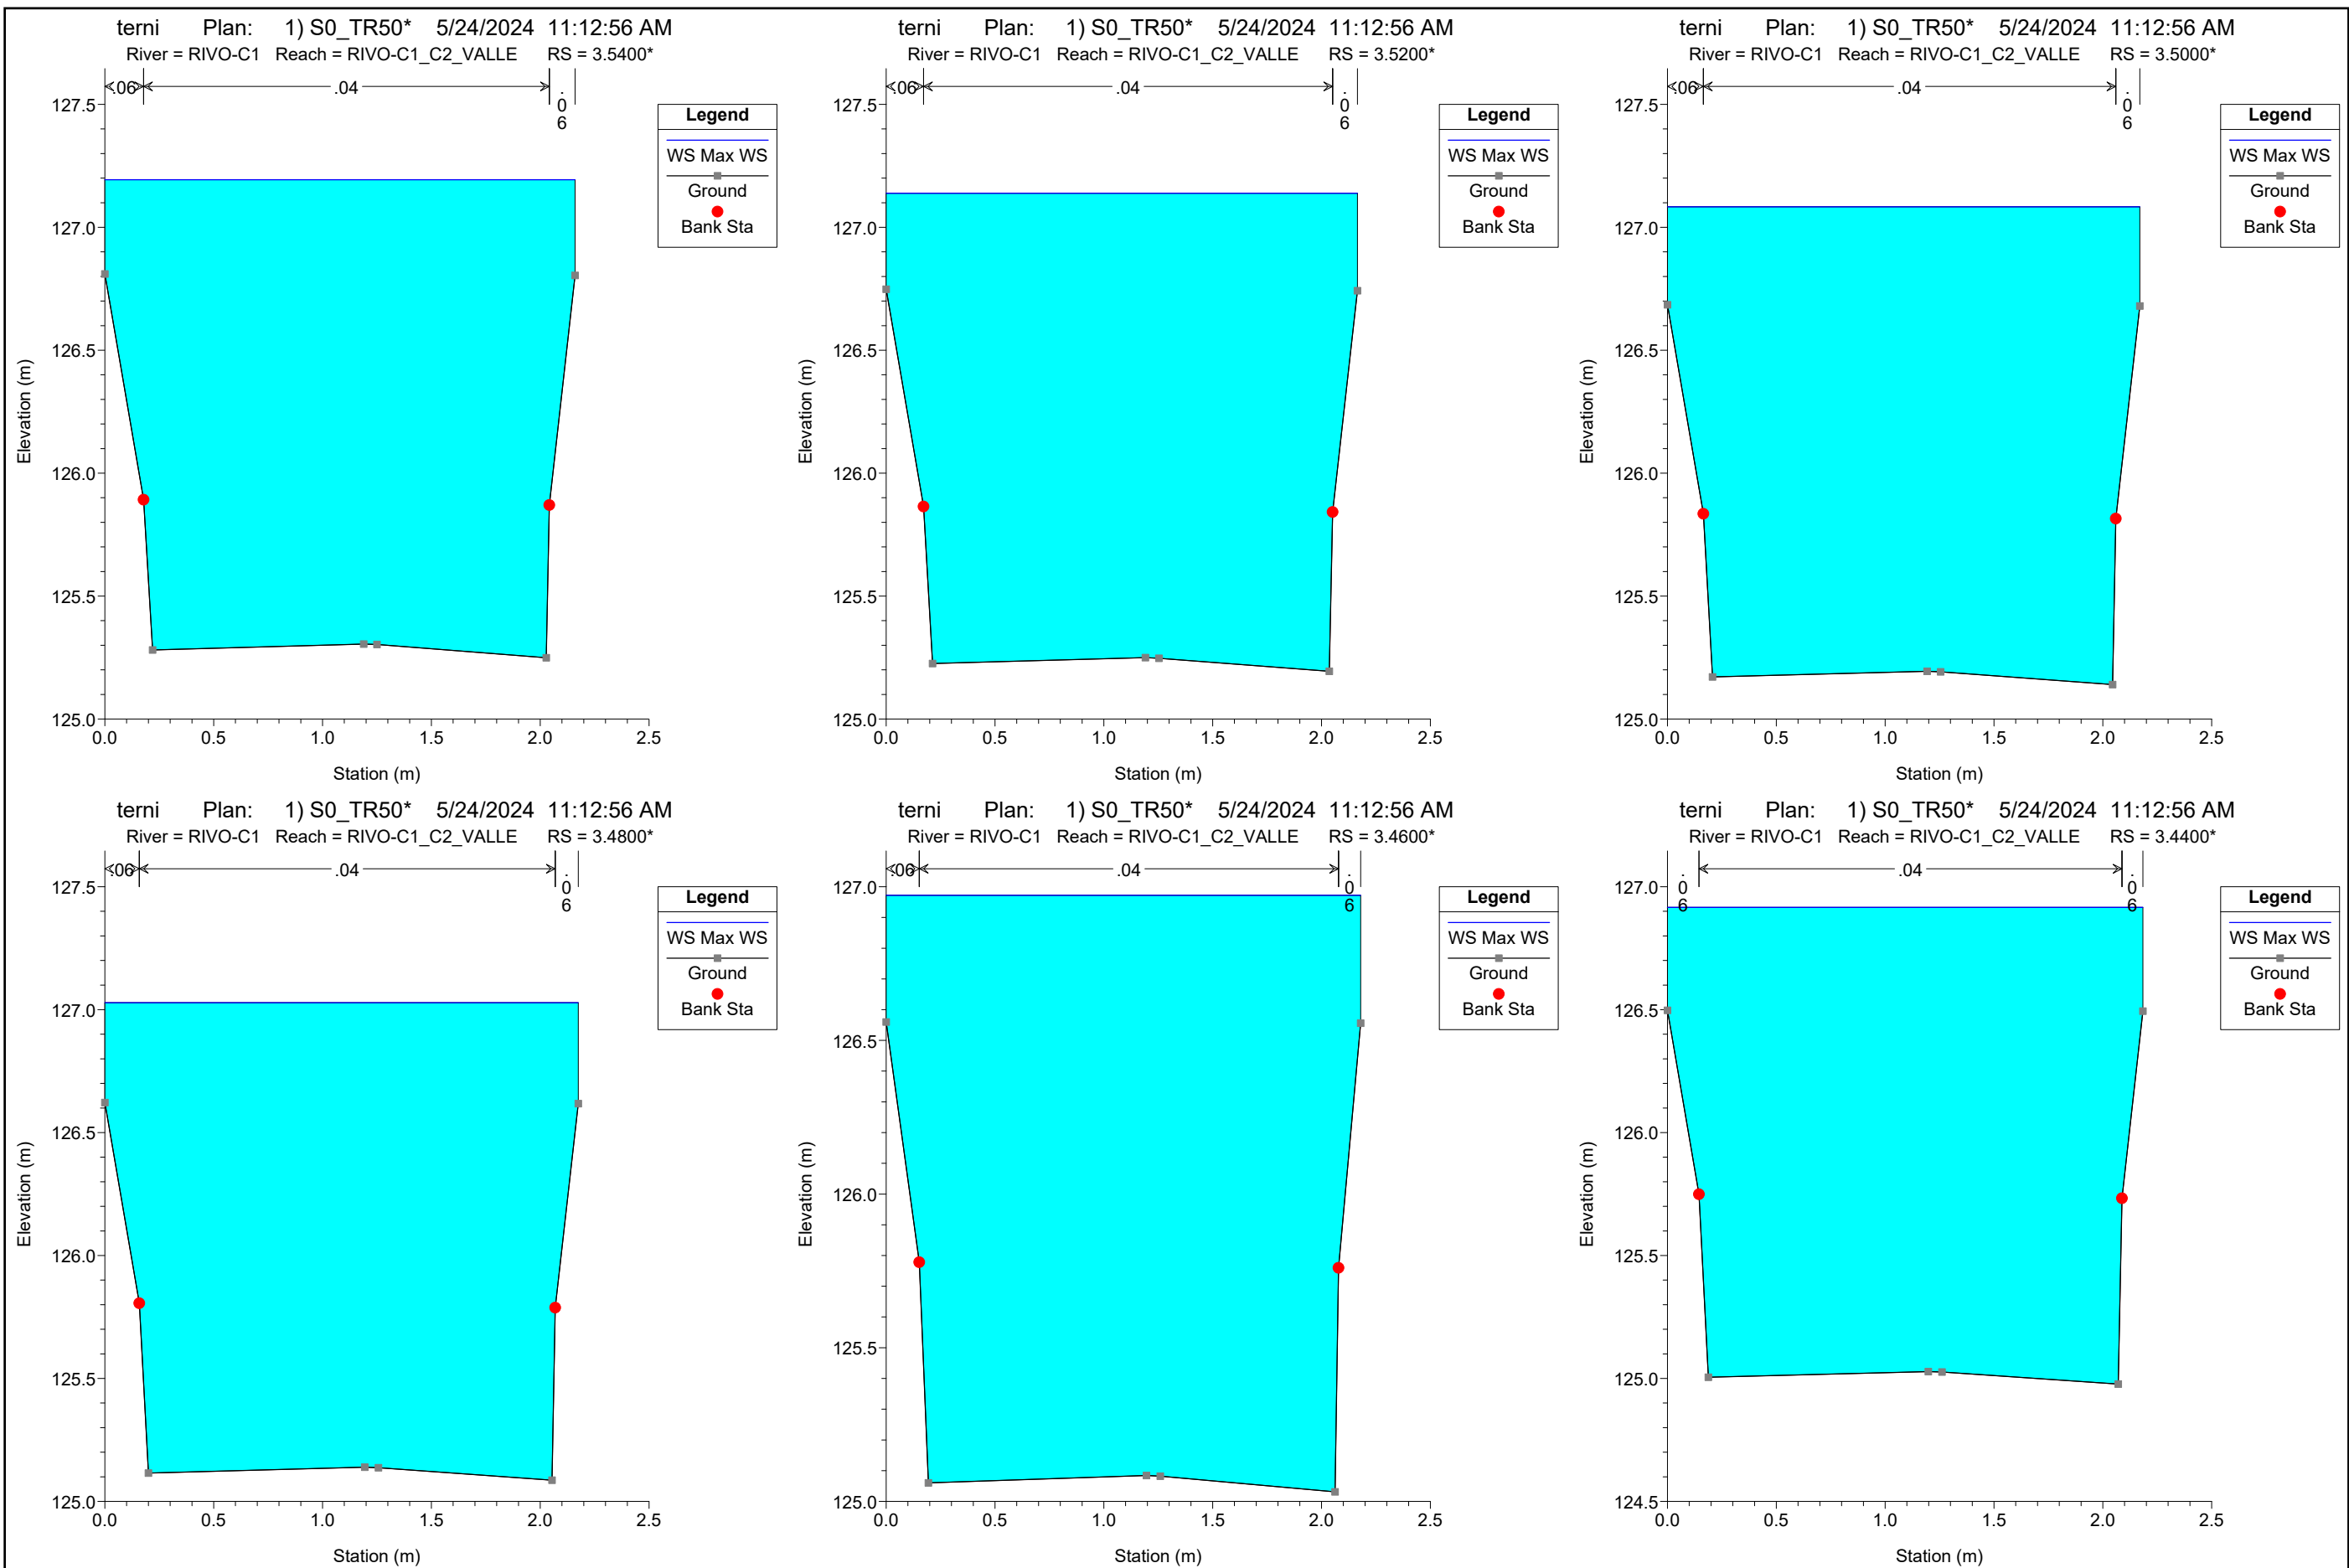 terni Plan: 1) S0_TR50* 5/24/2024 11:12:56 AM
River = RIVO-C1 Reach = RIVO-C1_C2_VALLE RS = 3.5400*
.06 .04 .06
127.5
127.0
126.5
126.0
125.5
125.0
0.0 0.5 1.0 1.5 2.0 2.5
Station (m)
Elevation (m)
Legend
WS Max WS
Ground
Bank Sta
terni Plan: 1) S0_TR50* 5/24/2024 11:12:56 AM
River = RIVO-C1 Reach = RIVO-C1_C2_VALLE RS = 3.5200*
.06 .04 .06
127.5
127.0
126.5
126.0
125.5
125.0
0.0 0.5 1.0 1.5 2.0 2.5
Station (m)
Elevation (m)
Legend
WS Max WS
Ground
Bank Sta
terni Plan: 1) S0_TR50* 5/24/2024 11:12:56 AM
River = RIVO-C1 Reach = RIVO-C1_C2_VALLE RS = 3.5000*
.06 .04 .06
127.5
127.0
126.5
126.0
125.5
125.0
0.0 0.5 1.0 1.5 2.0 2.5
Station (m)
Elevation (m)
Legend
WS Max WS
Ground
Bank Sta
terni Plan: 1) S0_TR50* 5/24/2024 11:12:56 AM
River = RIVO-C1 Reach = RIVO-C1_C2_VALLE RS = 3.4800*
.06 .04 .06
127.5
127.0
126.5
126.0
125.5
125.0
0.0 0.5 1.0 1.5 2.0 2.5
Station (m)
Elevation (m)
Legend
WS Max WS
Ground
Bank Sta
terni Plan: 1) S0_TR50* 5/24/2024 11:12:56 AM
River = RIVO-C1 Reach = RIVO-C1_C2_VALLE RS = 3.4600*
.06 .04 .06
127.0
126.5
126.0
125.5
125.0
0.0 0.5 1.0 1.5 2.0 2.5
Station (m)
Elevation (m)
Legend
WS Max WS
Ground
Bank Sta
terni Plan: 1) S0_TR50* 5/24/2024 11:12:56 AM
River = RIVO-C1 Reach = RIVO-C1_C2_VALLE RS = 3.4400*
.06 .04 .06
127.0
126.5
126.0
125.5
125.0
124.5
0.0 0.5 1.0 1.5 2.0 2.5
Station (m)
Elevation (m)
Legend
WS Max WS
Ground
Bank Sta